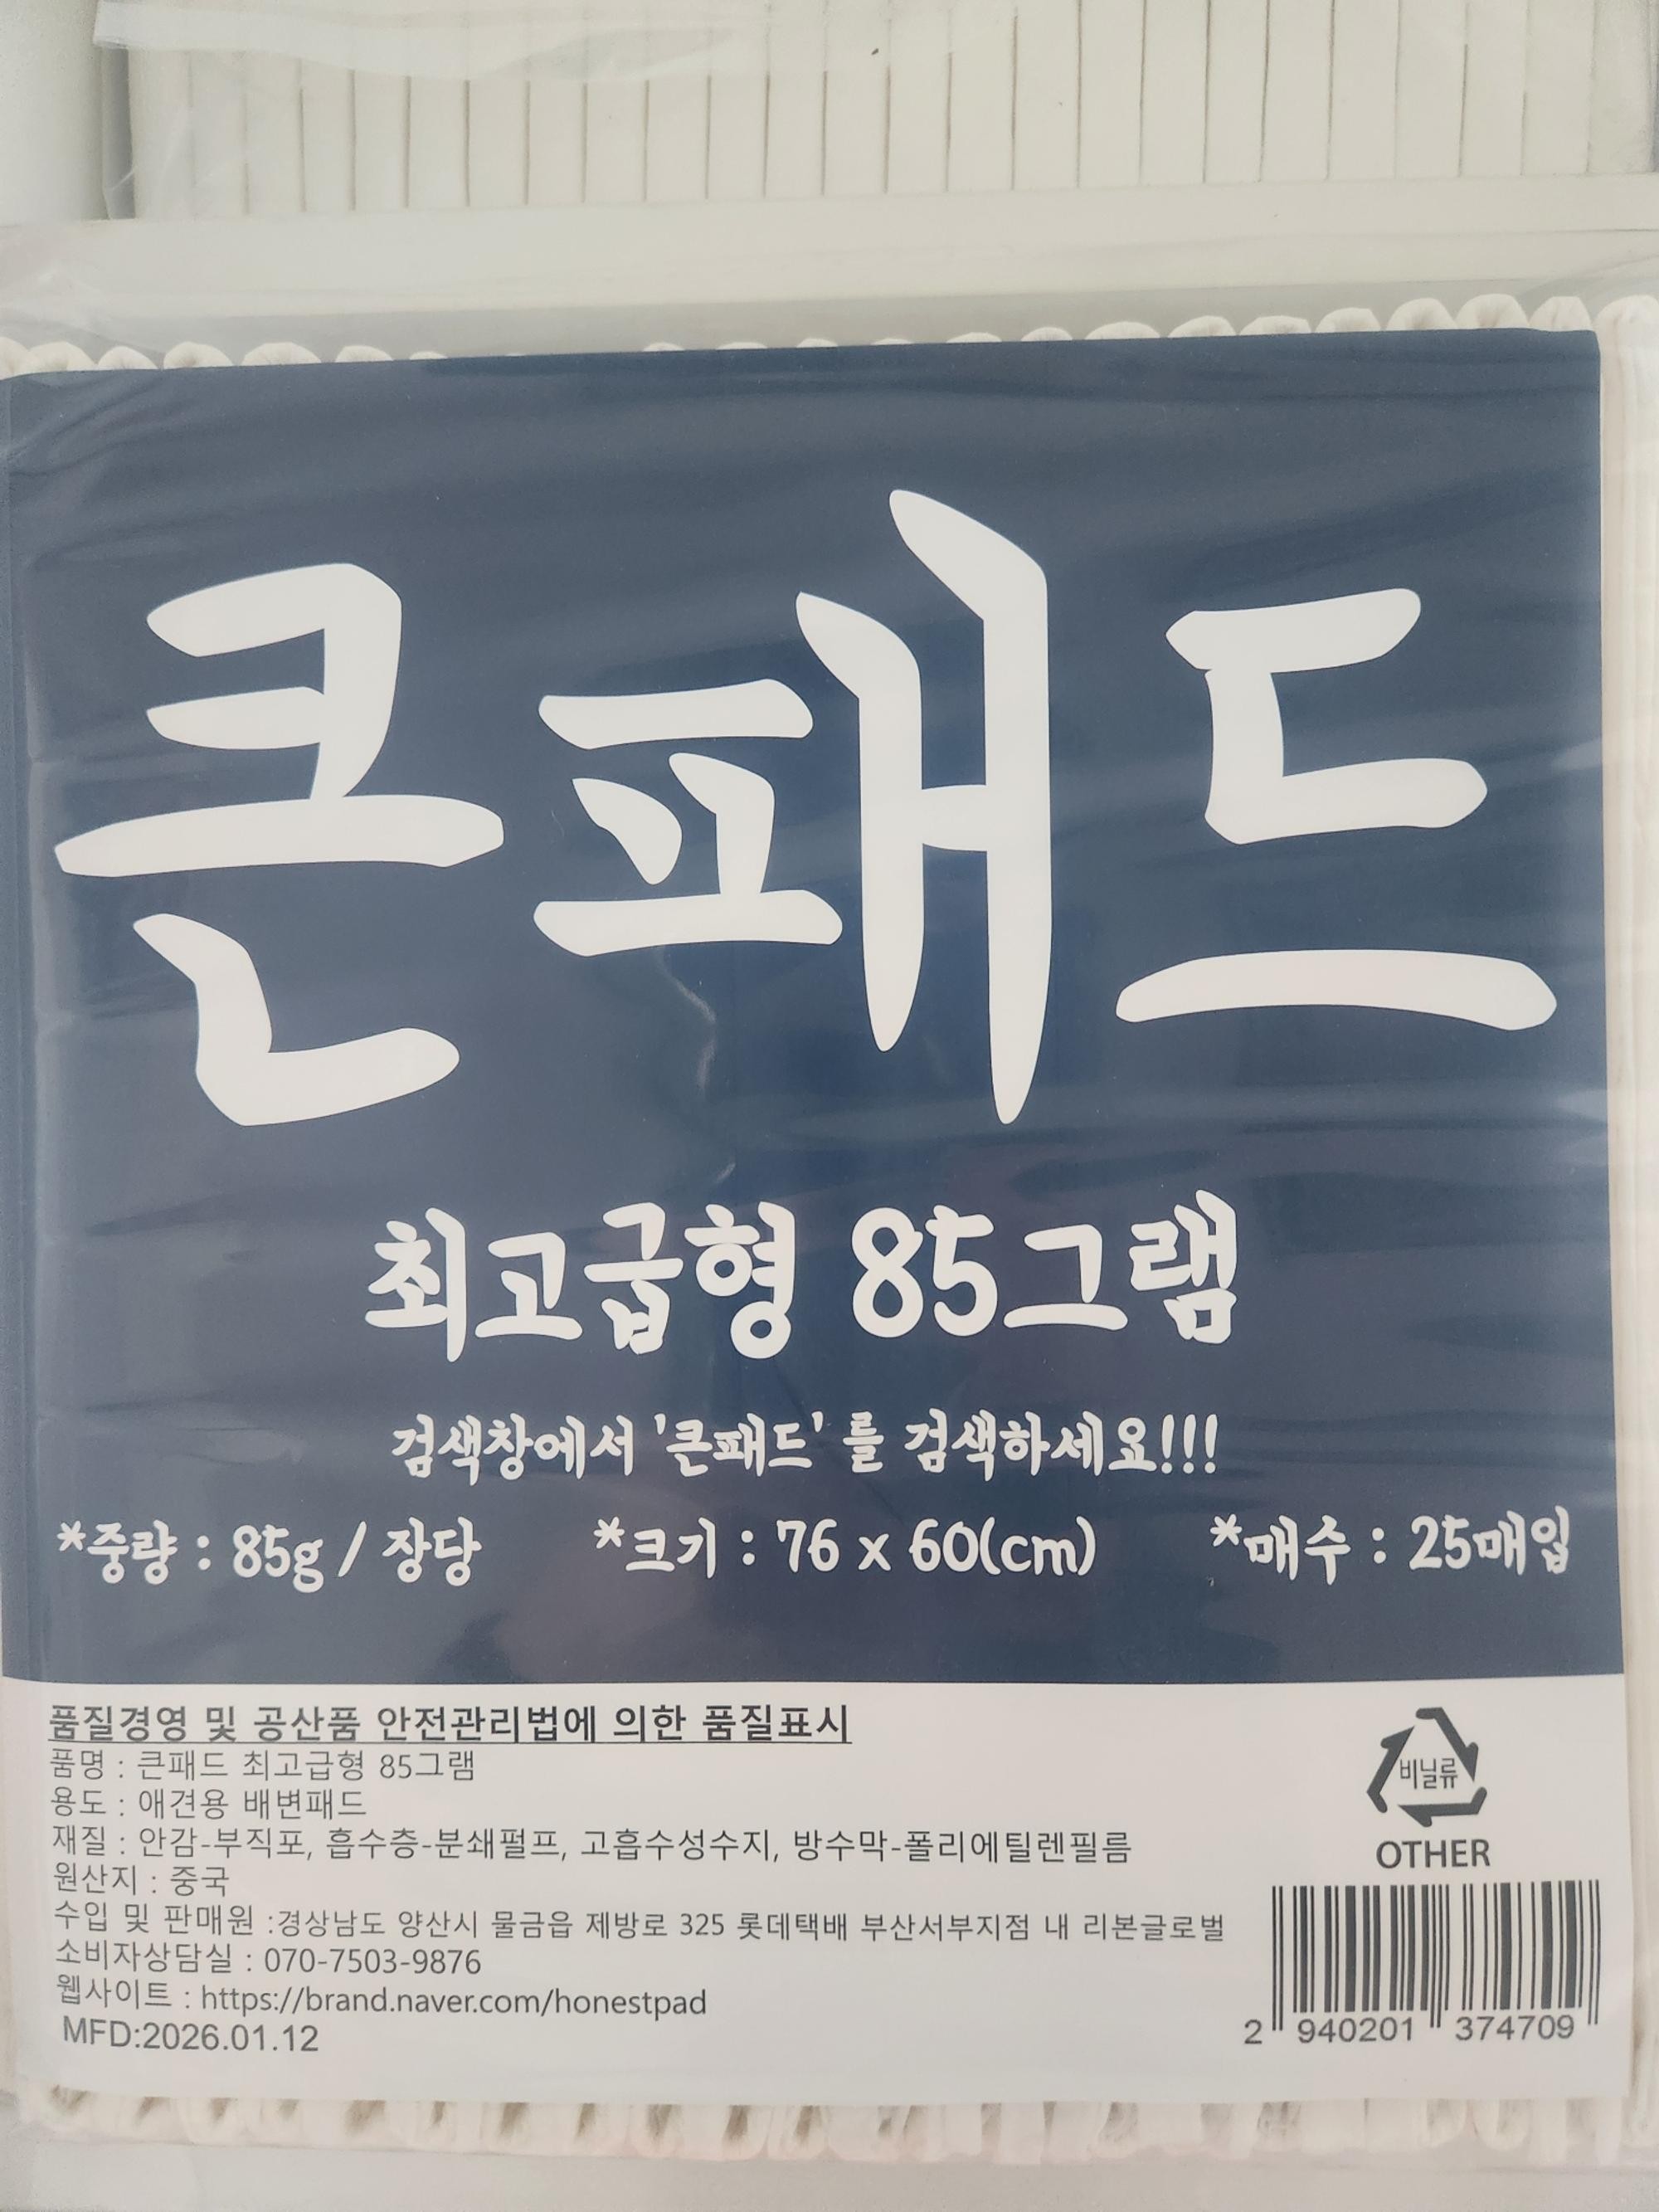 큰패드
최고급형 85그램
검색창에서 '큰패드' 를 검색하세요!!!
*중량 : 85g / 장당 *크기 : 76 x 60(cm) *매수 : 25매입
품질경영 및 공산품 안전관리법에 의한 품질표시
품명 : 큰패드 최고급형 85그램
용도 : 애견용 배변패드
재질 : 안감-부직포, 흡수층-분쇄펄프, 고흡수성수지, 방수막-폴리에틸렌필름
원산지 : 중국
수입 및 판매원 :경상남도 양산시 물금읍 제방로 325 롯데택배 부산서부지점 내 리본글로벌
소비자상담실 : 070-7503-9876
웹사이트 : https://brand.naver.com/honestpad
MFD:2026.01.12
비닐류
OTHER
2 940201 374709